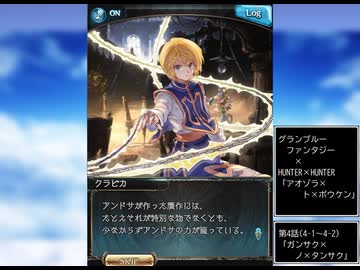 ON
Log
クラピカ
アンドサが作った贋作には、
たとえそれが特別な物でなくとも、
少なからずアンドサの力が籠っている。
グランブルー
ファンタジー
×
HUNTER×HUNTER
「アオゾラ×
ト×ボウケン」
第4話(4-1～4-2)
「ガンサク×
ノ×タンサク」